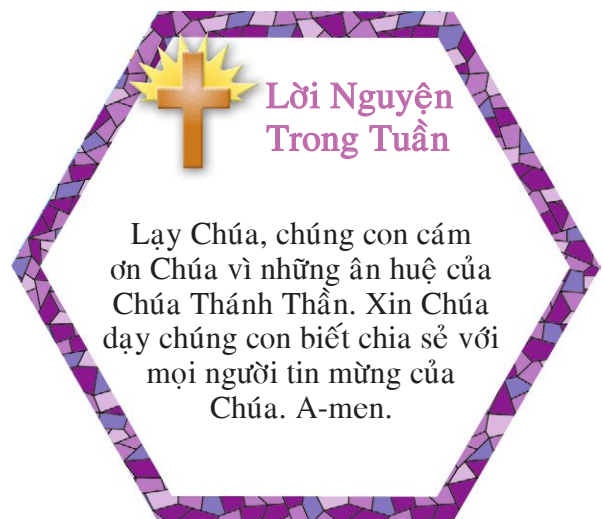 Lời Nguyện
Trong Tuần
Lạy Chúa, chúng con cám
ơn Chúa vì những ân huệ của
Chúa Thánh Thần. Xin Chúa
dạy chúng con biết chia sẻ với
mọi người tin mừng của
Chúa. A-men.